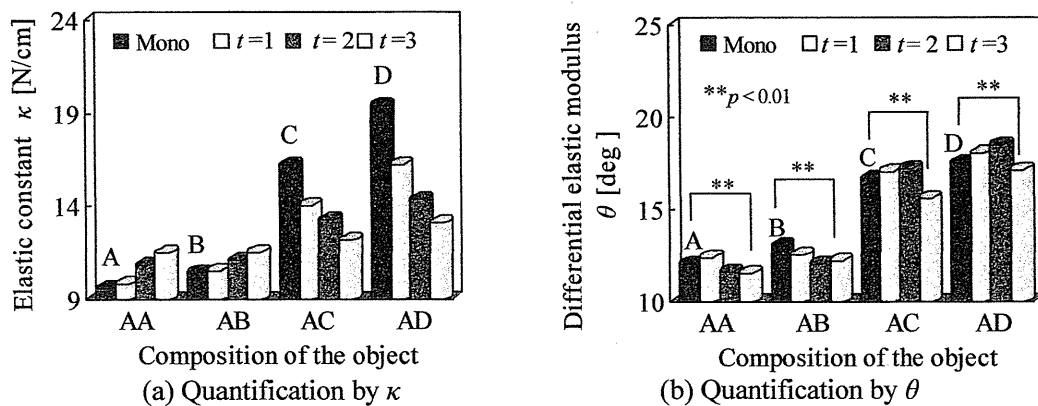 24
19
14
9
Elastic constant κ [N/cm]
Mono t=1 t=2 t=3
A
B
C
D
AA AB AC AD
Composition of the object
(a) Quantification by κ
25
20
15
10
Differential elastic modulus
θ [deg]
Mono t=1 t=2 t=3
**p<0.01
**
**
**
**
A
B
C
D
AA AB AC AD
Composition of the object
(b) Quantification by θ